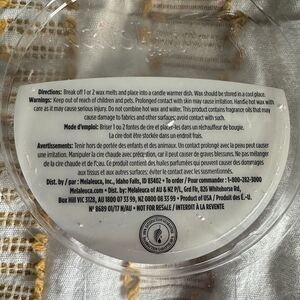 Directions: Break off 1 or 2 wax melts and place into a candle warmer dish. Wax should be stored in a cool place.
Warnings: Keep out of reach of children and pets. Prolonged contact with skin may cause irritation. Handle hot wax with
care as it may cause serious injury. Do not combine hot wax and water. This product contains fragrance oils that may
cause damage to fabrics and other surfaces; avoid contact with such.
Mode d'emploi: Briser 1 ou 2 fontes de cire et placer-les dans un réchauffeur de bougie.
La cire doit être stockée dans un endroit frais.
Avertissements: Tenir hors de portée des enfants et des animaux. Un contact prolongé avec la peau peut causer
une irritation. Manipuler la cire chaude avec précaution, car il peut causer de graves blessures. Ne pas mélanger
de la cire chaude et de l'eau. Ce produit contient des huiles parfumées qui peuvent causer des dommages
aux tissus et aux autres surfaces; éviter tout contact avec ces surfaces.
Dist. by / par : Melaleuca, Inc., Idaho Falls, ID 83402 • To order / Pour commander : 1-800-282-3000
Melaleuca.com • Dist. by: Melaleuca of AU & NZ P/L, Grd Flr, 826 Whitehorse Rd,
Box Hill VIC 3128, AU 1800 07 33 99, NZ 0800 08 33 99 • Product of USA / Produit des É.-U.
Nº 8689 01/17 N/AU • NOT FOR RESALE / INTERDIT À LA REVENTE